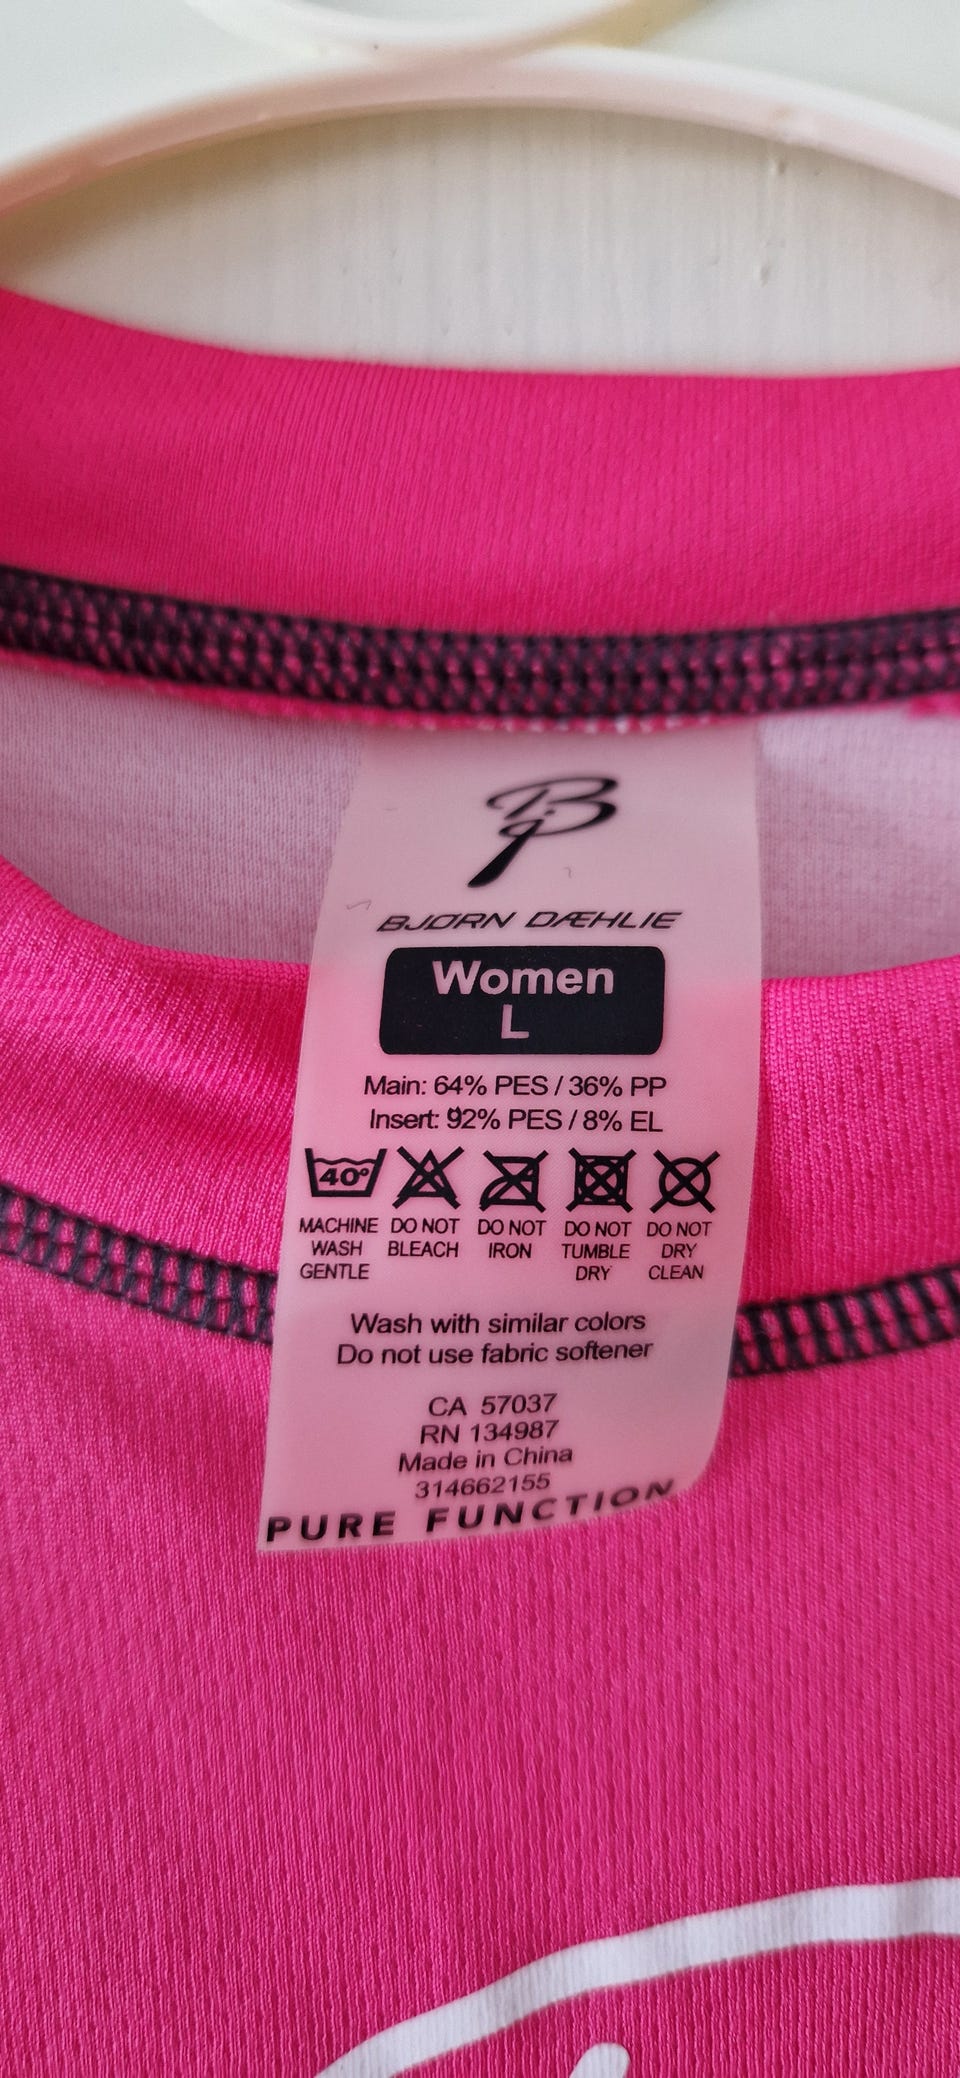 BJØRN DÆHLIE
Women
L
Main: 64% PES / 36% PP
Insert: 92% PES / 8% EL
40°
MACHINE WASH GENTLE
DO NOT BLEACH
DO NOT IRON
DO NOT TUMBLE DRY
DO NOT DRY CLEAN
Wash with similar colors
Do not use fabric softener
CA 57037
RN 134987
Made in China
314662155
PURE FUNCTION